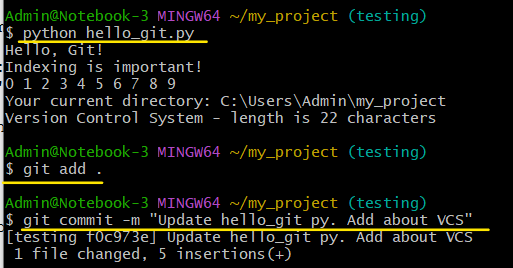 Admin@Notebook-3 MINGW64 ~/my_project (testing)
$ python hello_git.py
Hello, Git!
Indexing is important!
0 1 2 3 4 5 6 7 8 9
Your current directory: C:\Users\Admin\my_project
Version Control System - length is 22 characters
Admin@Notebook-3 MINGW64 ~/my_project (testing)
$ git add .
Admin@Notebook-3 MINGW64 ~/my_project (testing)
$ git commit -m "Update hello_git py. Add about VCS"
[testing f0c973e] Update hello_git py. Add about VCS
1 file changed, 5 insertions(+)